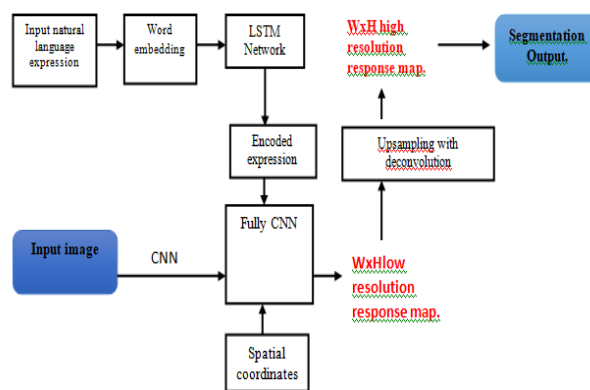 Input natural
language
expression
Word
embedding
LSTM
Network
WxH high
resolution
response map.
Segmentation
Output.
Encoded
expression
Upsampling with
deconvolution
Input image
CNN
Fully CNN
WxHlow
resolution
response map.
Spatial
coordinates